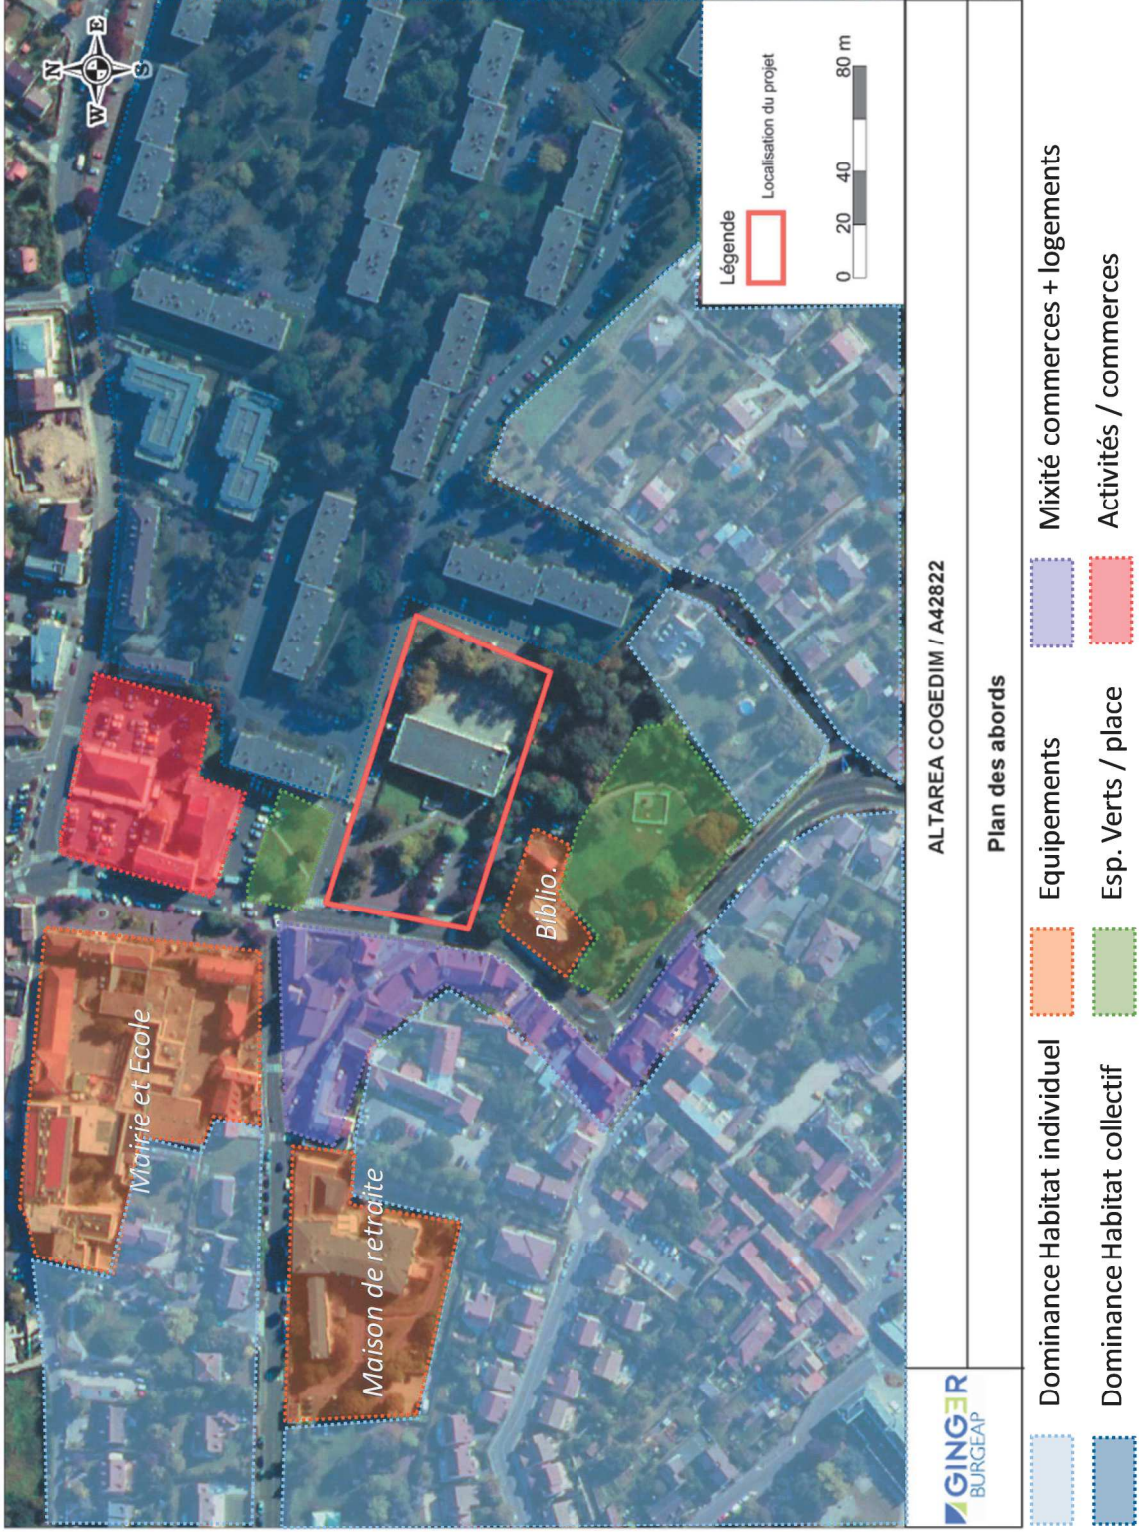 N
W E
S
Mairie et Ecole
Maison de retraite
Biblio.
Légende
Localisation du projet
0 20 40 80 m
GINGER
BURGEAP
ALTAREA COGEDIM / A42822
Plan des abords
Dominance Habitat individuel
Equipements
Mixité commerces + logements
Dominance Habitat collectif
Esp. Verts / place
Activités / commerces